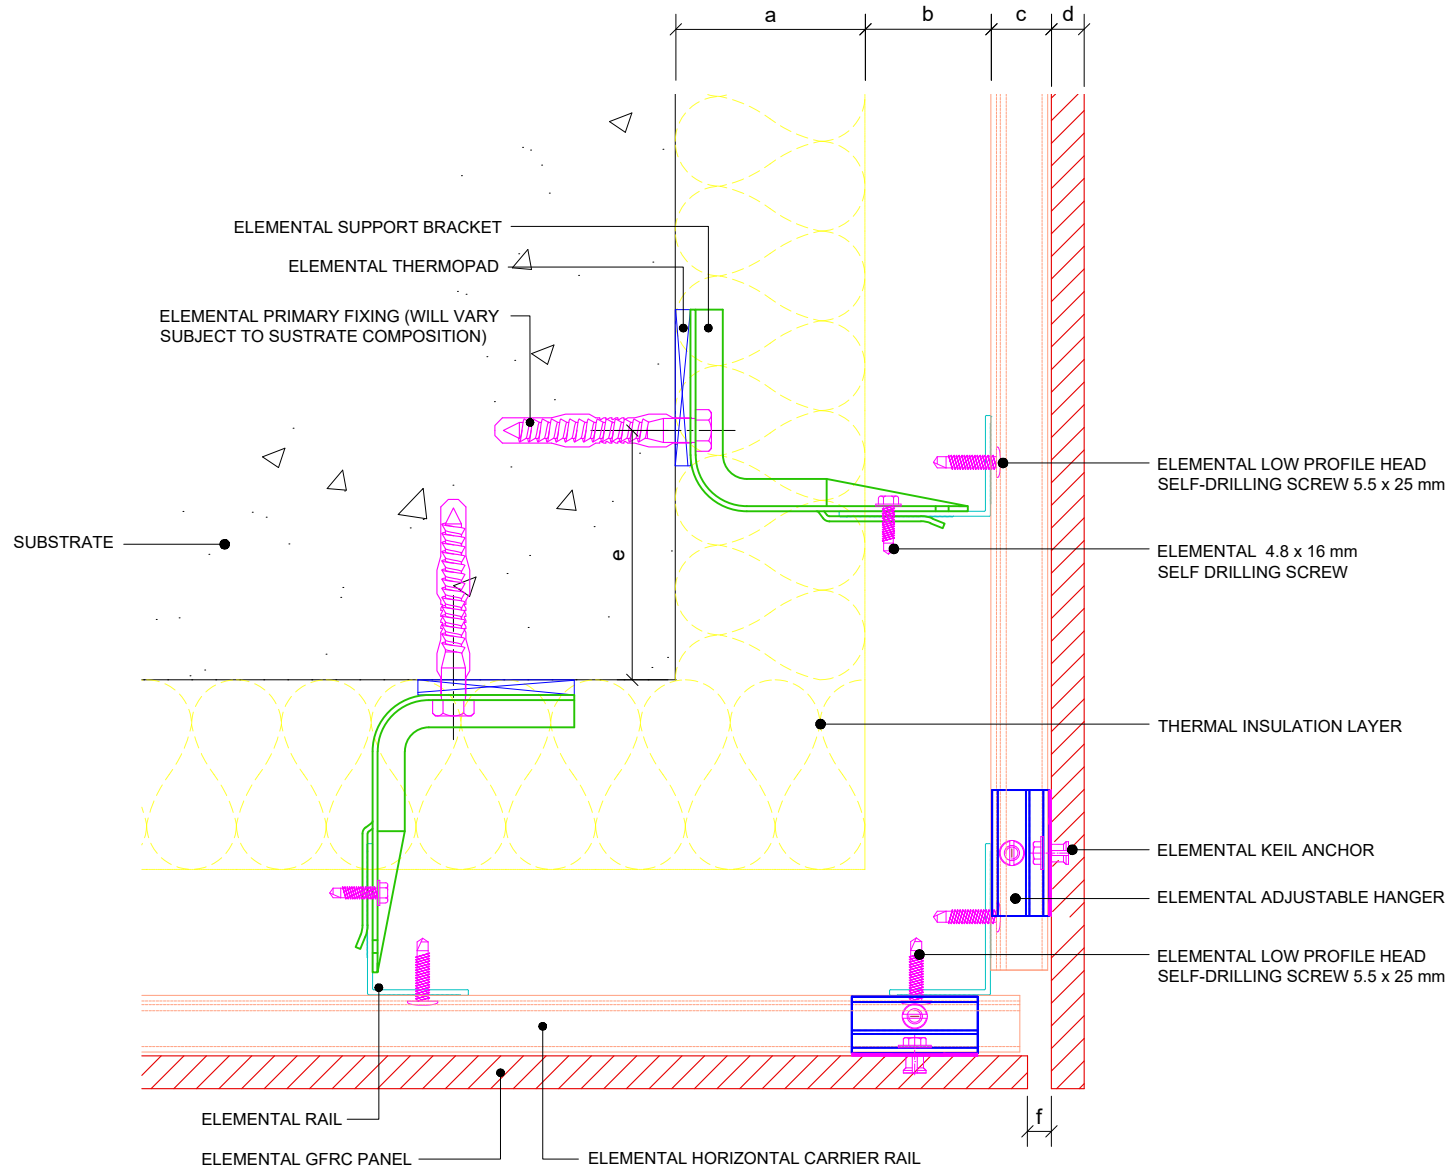 a
b
c
d
ELEMENTAL SUPPORT BRACKET
ELEMENTAL THERMOPAD
ELEMENTAL PRIMARY FIXING (WILL VARY
SUBJECT TO SUSTRATE COMPOSITION)
ELEMENTAL LOW PROFILE HEAD
SELF-DRILLING SCREW 5.5 x 25 mm
SUBSTRATE
e
ELEMENTAL 4.8 x 16 mm
SELF DRILLING SCREW
THERMAL INSULATION LAYER
ELEMENTAL KEIL ANCHOR
ELEMENTAL ADJUSTABLE HANGER
ELEMENTAL LOW PROFILE HEAD
SELF-DRILLING SCREW 5.5 x 25 mm
f
ELEMENTAL RAIL
ELEMENTAL GFRC PANEL
ELEMENTAL HORIZONTAL CARRIER RAIL